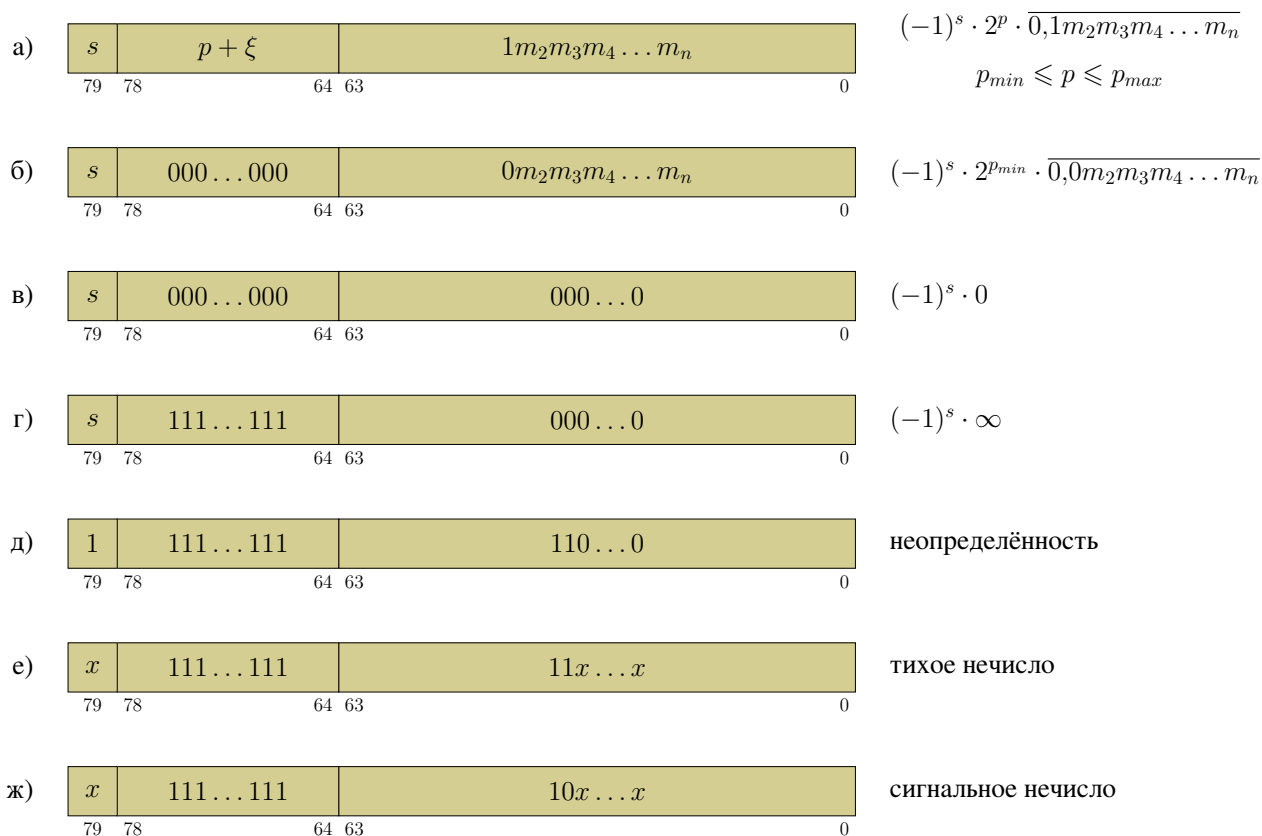 (−1)^s · 2^p · 0,1m₂m₃m₄ … mₙ
а) s p + ξ 1m₂m₃m₄ … mₙ
p_min ⩽ p ⩽ p_max
79 78 64 63 0
б) s 000 … 000 0m₂m₃m₄ … mₙ (−1)^s · 2^{p_min} · 0,0m₂m₃m₄ … mₙ
79 78 64 63 0
в) s 000 … 000 000 … 0 (−1)^s · 0
79 78 64 63 0
г) s 111 … 111 000 … 0 (−1)^s · ∞
79 78 64 63 0
д) 1 111 … 111 110 … 0 неопределённость
79 78 64 63 0
е) x 111 … 111 11x … x тихое нечисло
79 78 64 63 0
ж) x 111 … 111 10x … x сигнальное нечисло
79 78 64 63 0